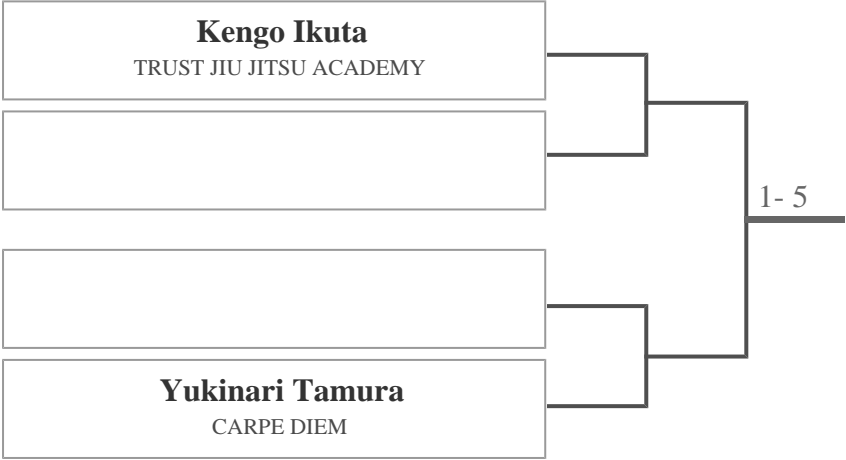 Kengo Ikuta
TRUST JIU JITSU ACADEMY
1- 5
Yukinari Tamura
CARPE DIEM